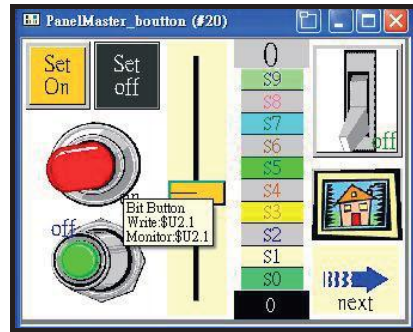 PanelMaster_boutton (#20)
Set
On
Set
off
0
S9
S8
S7
S6
S5
S4
S3
S2
S1
S0
0
off
on
Bit Button
Write:$U2.1
Monitor:$U2.1
off
next